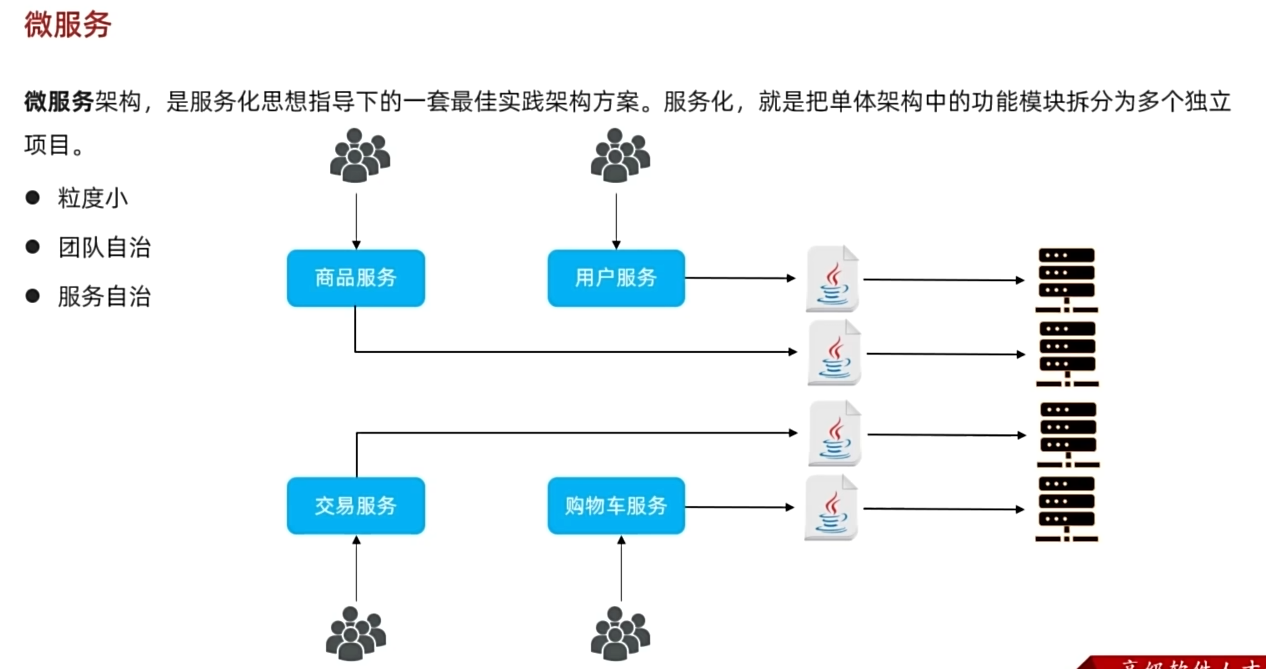 微服务
微服务架构，是服务化思想指导下的一套最佳实践架构方案。服务化，就是把单体架构中的功能模块拆分为多个独立
项目。
粒度小
团队自治
服务自治
商品服务
用户服务
交易服务
购物车服务
高级软件人才